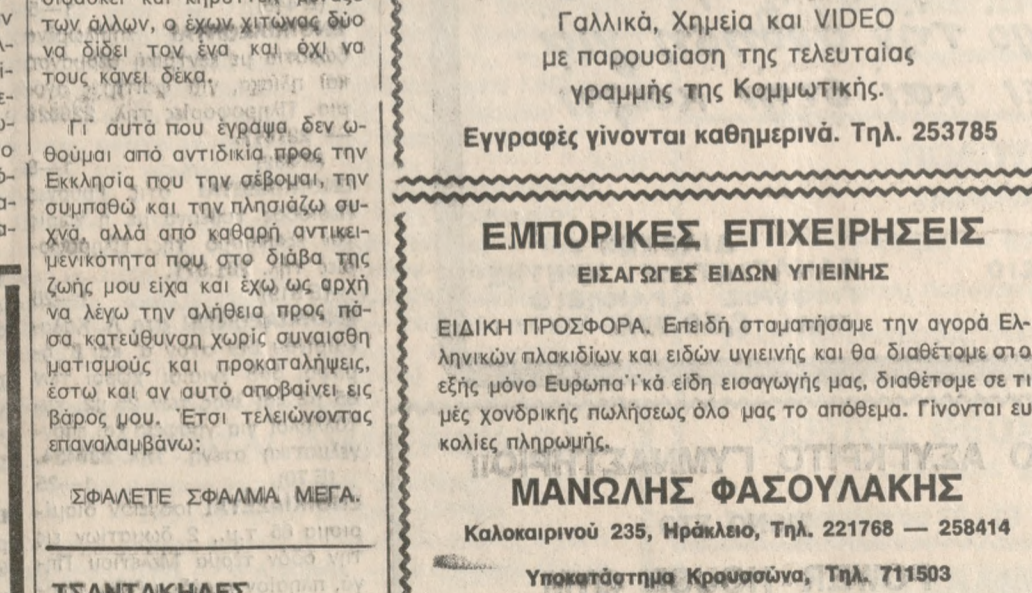 των άλλων, ο έχων χιτώνας δύο
να δίδει τον ένα και όχι να
τους κάνει δέκα.
Γι αυτά που έγραψα δεν ω-
θούμαι από αντιδικία προς την
Εκκλησία που την σέβομαι, την
συμπαθώ και την πλησιάζω συ-
χνά, αλλά από καθαρή αντικει-
μενικότητα που στο διάβα της
ζωής μου είχα και έχω ως αρχή
να λέγω την αλήθεια προς πά-
σα κατεύθυνση χωρίς συναισθη
ματισμούς και προκαταλήψεις,
έστω και αν αυτό αποβαίνει εις
βάρος μου. Έτσι τελειώνοντας
επαναλαμβάνω:
ΣΦΑΛΕΤΕ ΣΦΑΛΜΑ ΜΕΓΑ.
ΤΣΑΝΤΑΚΗΔΕΣ
Γαλλικά, Χημεία και VIDEO
με παρουσίαση της τελευταίας
γραμμής της Κομμωτικής.
Εγγραφές γίνονται καθημερινά. Τηλ. 253785
ΕΜΠΟΡΙΚΕΣ ΕΠΙΧΕΙΡΗΣΕΙΣ
ΕΙΣΑΓΩΓΕΣ ΕΙΔΩΝ ΥΓΙΕΙΝΗΣ
ΕΙΔΙΚΗ ΠΡΟΣΦΟΡΑ. Επειδή σταματήσαμε την αγορά Ελ-
ληνικών πλακιδίων και ειδών υγιεινής και θα διαθέτομε στο
εξής μόνο Ευρωπαϊκά είδη εισαγωγής μας, διαθέτομε σε τι
μές χονδρικής πωλήσεως όλο μας το απόθεμα. Γίνονται ευ
κολίες πληρωμής.
ΜΑΝΩΛΗΣ ΦΑΣΟΥΛΑΚΗΣ
Καλοκαιρινού 235, Ηράκλειο, Τηλ. 221768 — 258414
Υποκατάστημα Κρουσσώνα, Τηλ. 711503